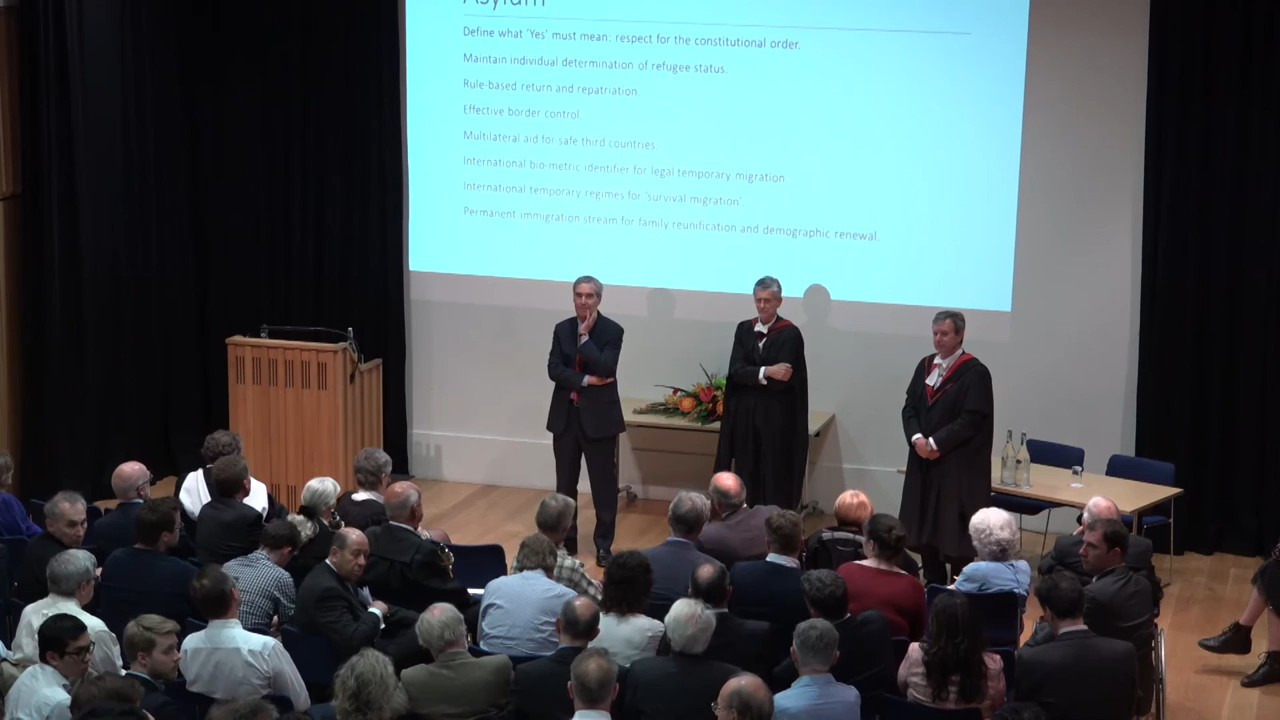 Asylum
Define what 'Yes' must mean: respect for the constitutional order.
Maintain individual determination of refugee status.
Rule-based return and repatriation.
Effective border control.
Multilateral aid for safe third countries.
International bio-metric identifier for legal temporary migration.
International temporary regimes for 'survival migration'.
Permanent immigration stream for family reunification and demographic renewal.